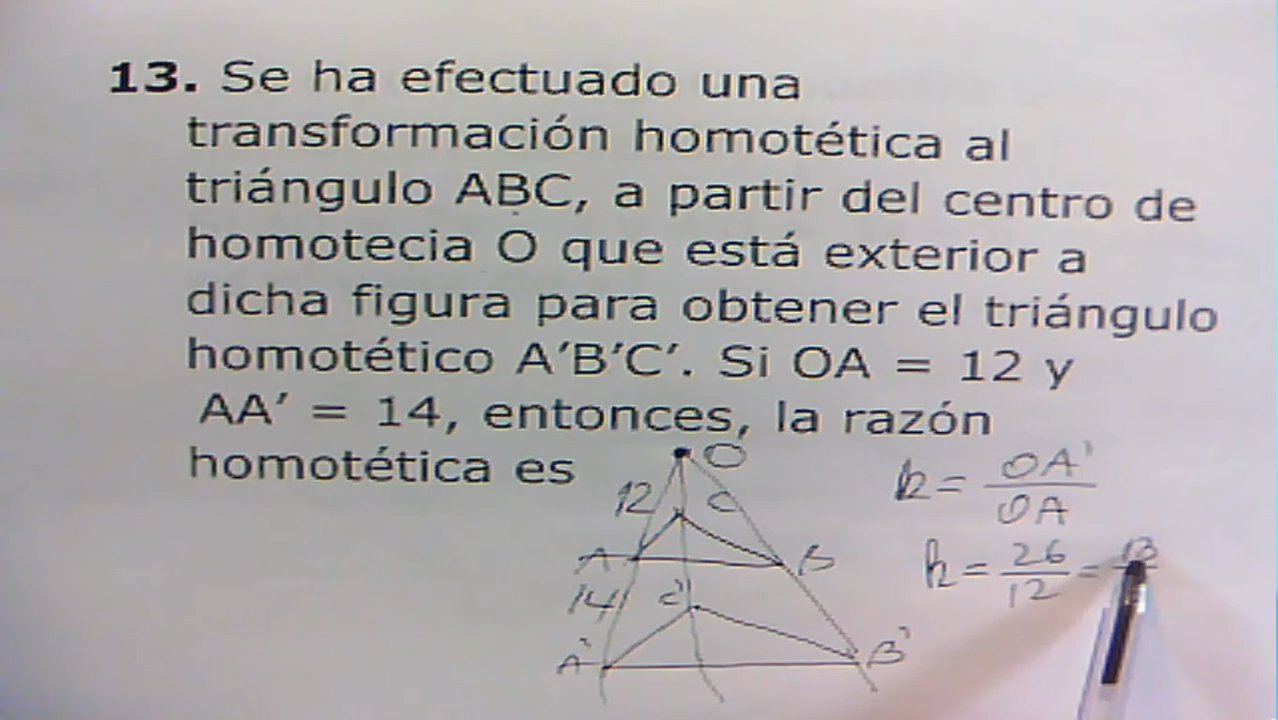 13. Se ha efectuado una
transformación homotética al
triángulo ABC, a partir del centro de
homotecia O que está exterior a
dicha figura para obtener el triángulo
homotético A'B'C'. Si OA = 12 y
AA' = 14, entonces, la razón
homotética es
O
12 C
A B
14 C'
A' B'
k = OA' / OA
k = 26 / 12 = 13